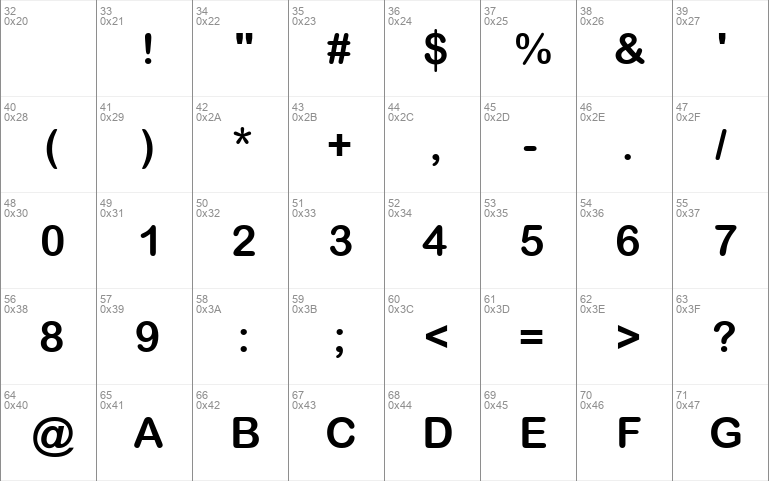 32 33 34 35 36 37 38 39
0x20 0x21 0x22 0x23 0x24 0x25 0x26 0x27
! " # $ % & '
40 41 42 43 44 45 46 47
0x28 0x29 0x2A 0x2B 0x2C 0x2D 0x2E 0x2F
( ) * + , - . /
48 49 50 51 52 53 54 55
0x30 0x31 0x32 0x33 0x34 0x35 0x36 0x37
0 1 2 3 4 5 6 7
56 57 58 59 60 61 62 63
0x38 0x39 0x3A 0x3B 0x3C 0x3D 0x3E 0x3F
8 9 : ; < = > ?
64 65 66 67 68 69 70 71
0x40 0x41 0x42 0x43 0x44 0x45 0x46 0x47
@ A B C D E F G